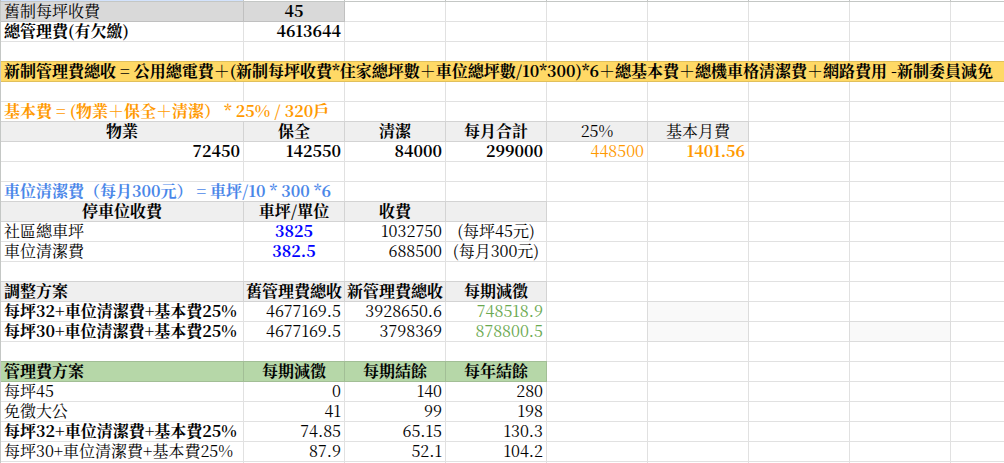 舊制每坪收費 45
總管理費(有欠繳) 4613644
新制管理費總收 = 公用總電費＋(新制每坪收費*住家總坪數＋車位總坪數/10*300)*6＋總基本費＋總機車格清潔費＋網路費用 -新制委員減免
基本費 = (物業＋保全＋清潔） * 25% / 320戶
物業 保全 清潔 每月合計 25% 基本月費
72450 142550 84000 299000 448500 1401.56
車位清潔費（每月300元） = 車坪/10 * 300 *6
停車位收費 車坪/單位 收費
社區總車坪 3825 1032750 (每坪45元)
車位清潔費 382.5 688500 (每月300元)
調整方案 舊管理費總收 新管理費總收 每期減徵
每坪32+車位清潔費+基本費25% 4677169.5 3928650.6 748518.9
每坪30+車位清潔費+基本費25% 4677169.5 3798369 878800.5
管理費方案 每期減徵 每期結餘 每年結餘
每坪45 0 140 280
免徵大公 41 99 198
每坪32+車位清潔費+基本費25% 74.85 65.15 130.3
每坪30+車位清潔費+基本費25% 87.9 52.1 104.2